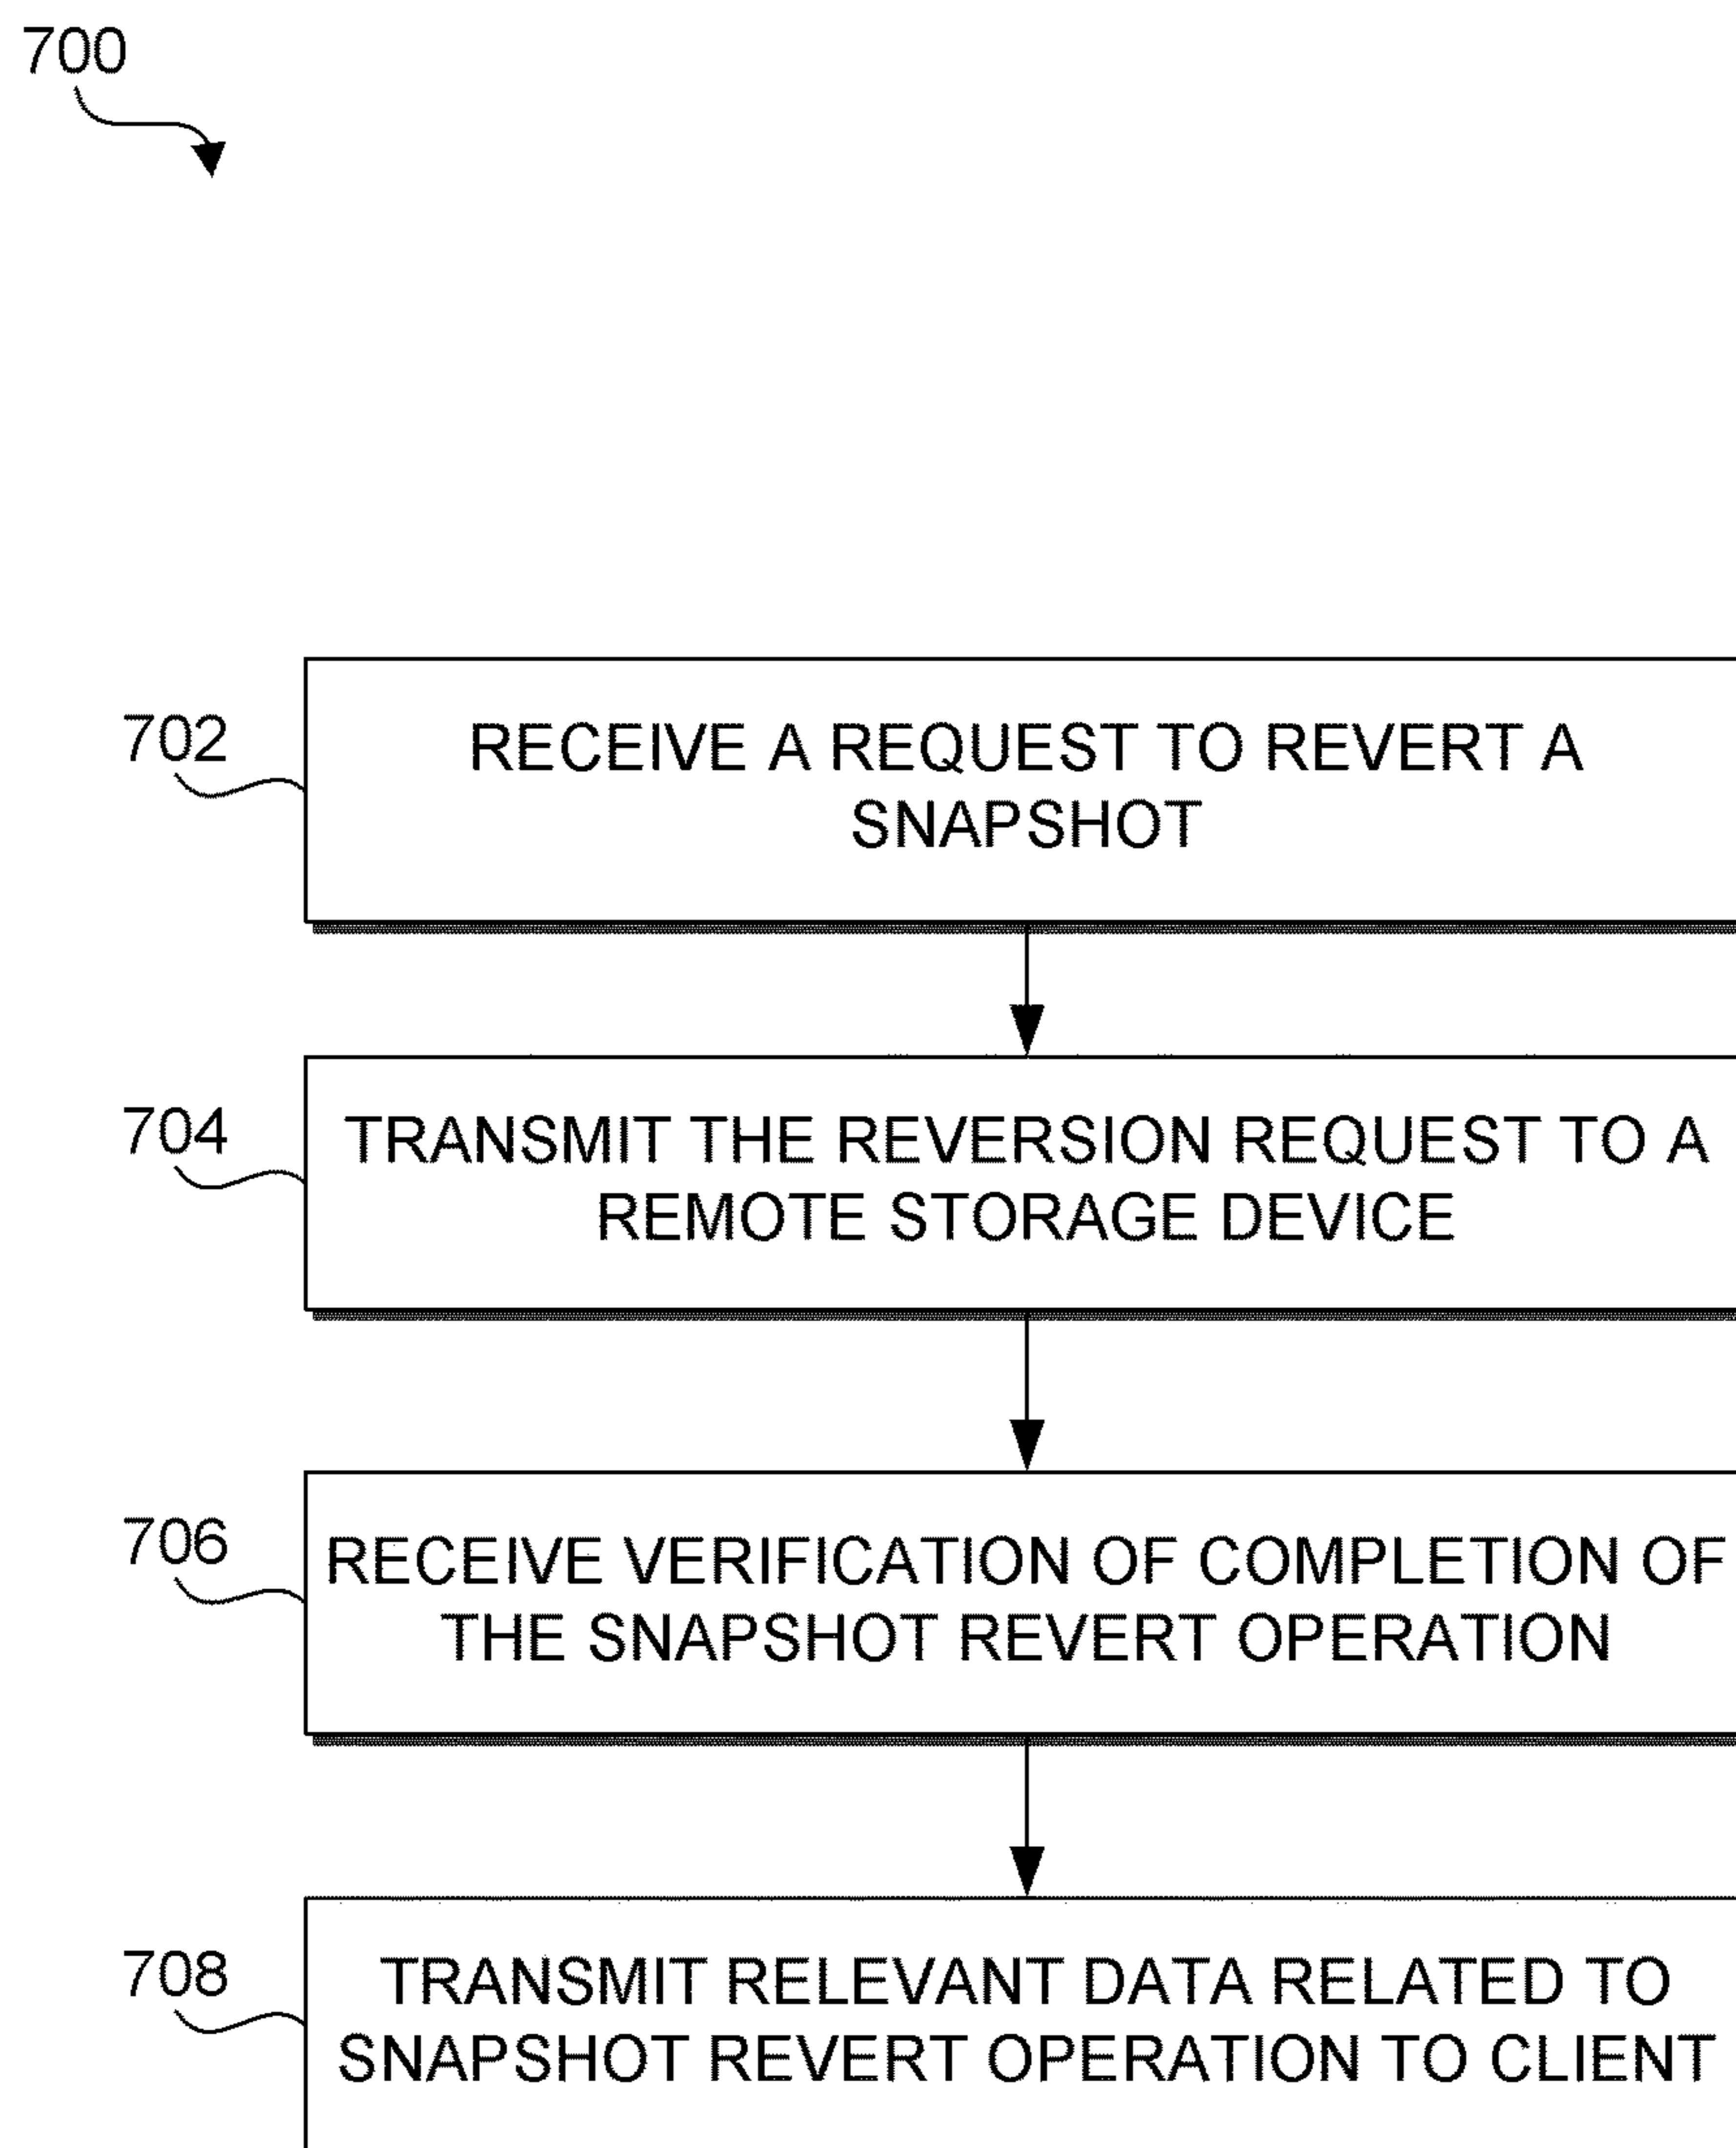 700
702
RECEIVE A REQUEST TO REVERT A
SNAPSHOT
704
TRANSMIT THE REVERSION REQUEST TO A
REMOTE STORAGE DEVICE
706
RECEIVE VERIFICATION OF COMPLETION OF
THE SNAPSHOT REVERT OPERATION
708
TRANSMIT RELEVANT DATA RELATED TO
SNAPSHOT REVERT OPERATION TO CLIENT